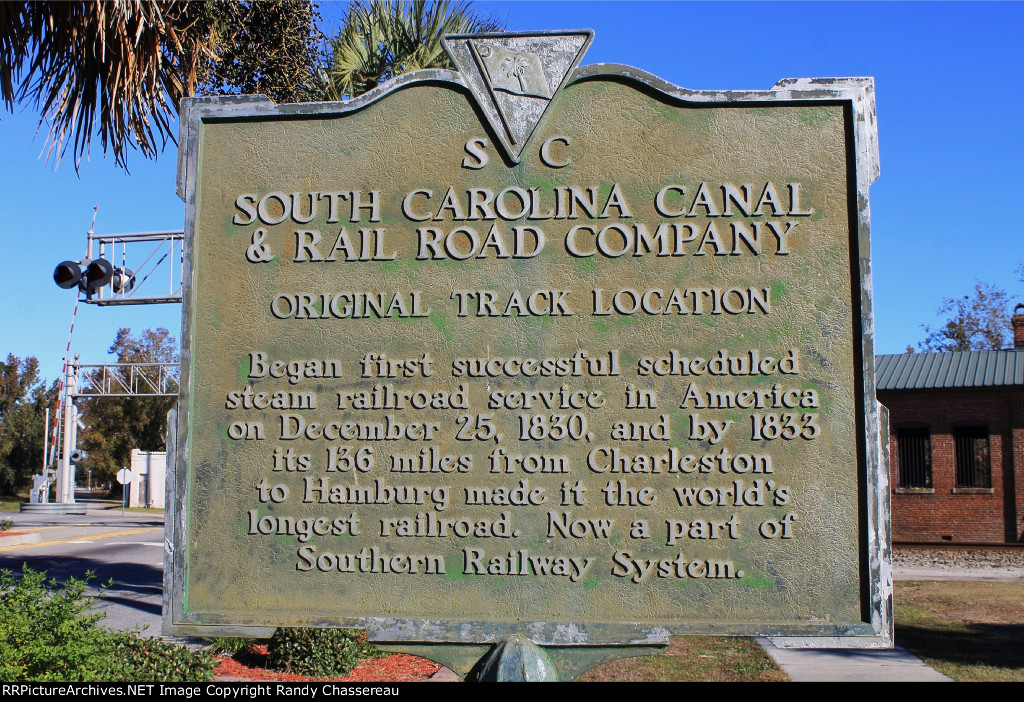 S C
SOUTH CAROLINA CANAL
& RAIL ROAD COMPANY
ORIGINAL TRACK LOCATION
Began first successful scheduled
steam railroad service in America
on December 25, 1830, and by 1833
its 136 miles from Charleston
to Hamburg made it the world's
longest railroad. Now a part of
Southern Railway System.
RRPictureArchives.NET Image Copyright Randy Chassereau